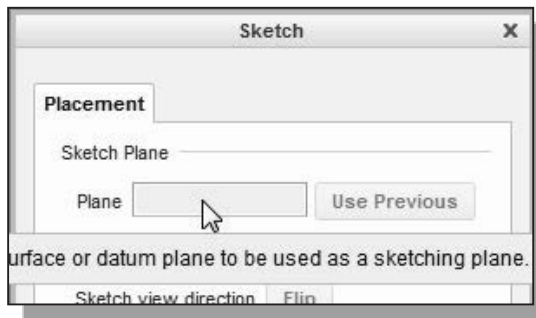 Sketch
Placement
Sketch Plane
Plane Use Previous
urface or datum plane to be used as a sketching plane.
Sketch view direction Flip